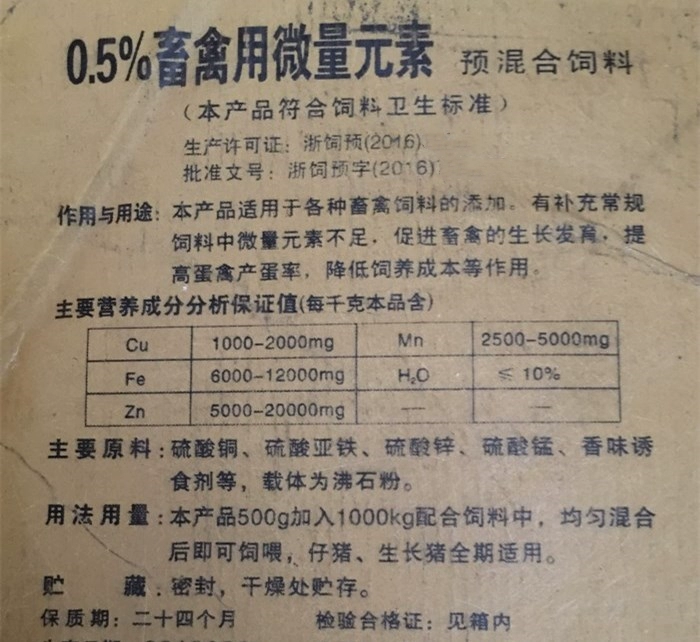 0.5%畜禽用微量元素 预混合饲料
（本产品符合饲料卫生标准）
生产许可证：浙饲预(2016)
批准文号：浙饲预字(2016)
作用与用途：本产品适用于各种畜禽饲料的添加。有补充常规
饲料中微量元素不足，促进畜禽的生长发育，提
高蛋禽产蛋率，降低饲养成本等作用。
主要营养成分分析保证值(每千克本品含)
Cu 1000-2000mg Mn 2500-5000mg
Fe 6000-12000mg H₂O ≤10%
Zn 5000-20000mg — —
主要原料：硫酸铜、硫酸亚铁、硫酸锌、硫酸锰、香味诱
食剂等，载体为沸石粉。
用法用量：本产品500g加入1000kg配合饲料中，均匀混合
后即可饲喂，仔猪、生长猪全期适用。
贮 藏：密封，干燥处贮存。
保质期：二十四个月 检验合格证：见箱内